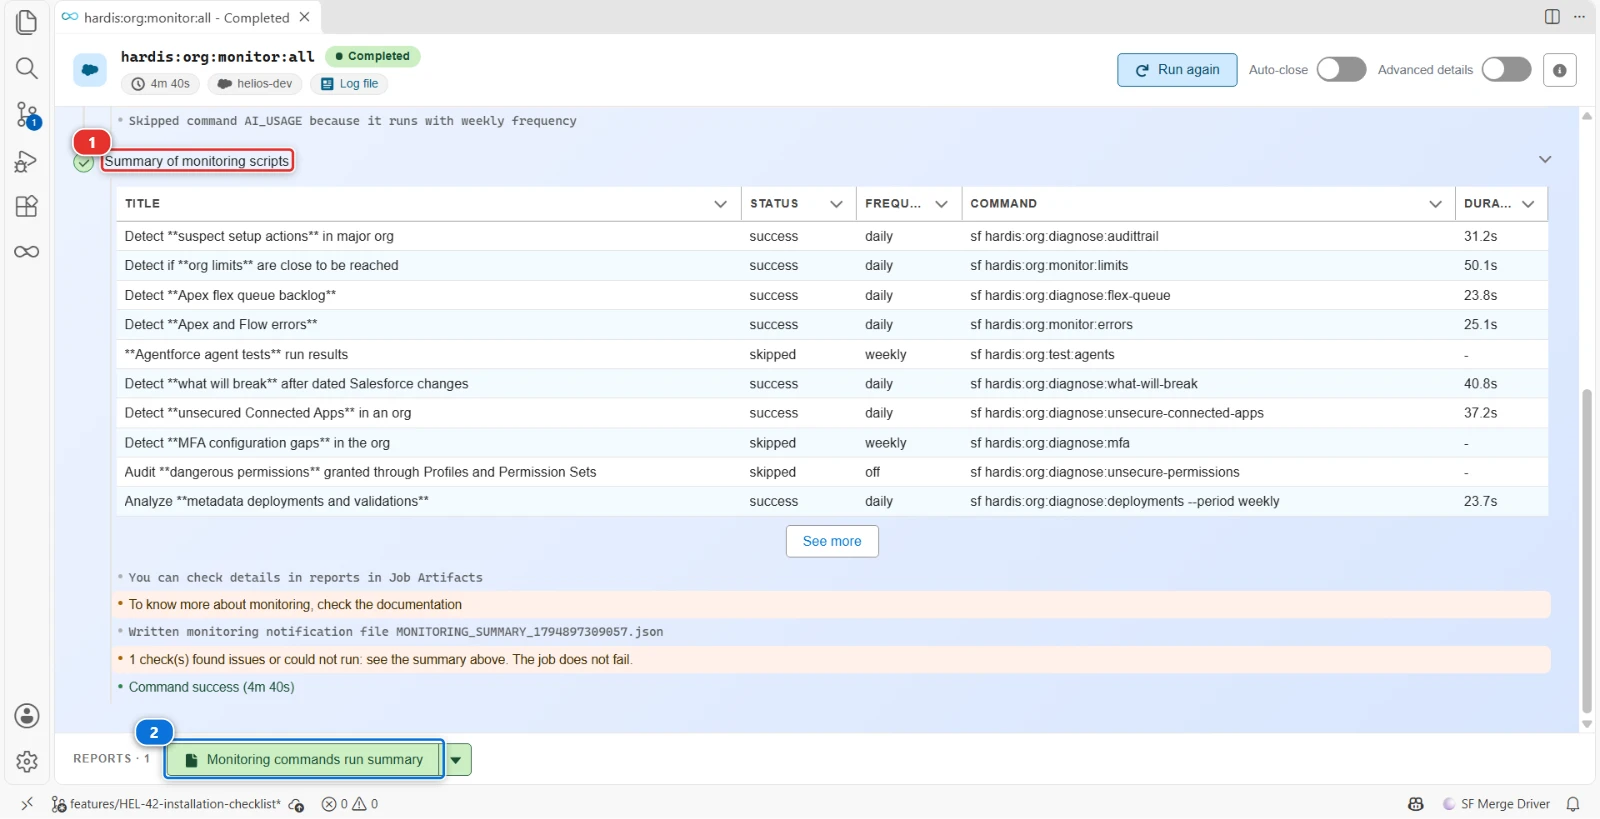 hardis:org:monitor:all - Completed
hardis:org:monitor:all Completed
4m 40s helios-dev Log file
Run again Auto-close Advanced details
1
Skipped command AI_USAGE because it runs with weekly frequency
1
Summary of monitoring scripts
TITLE STATUS FREQU... COMMAND DURA...
Detect **suspect setup actions** in major org success daily sf hardis:org:diagnose:audittrail 31.2s
Detect if **org limits** are close to be reached success daily sf hardis:org:monitor:limits 50.1s
Detect **Apex flex queue backlog** success daily sf hardis:org:diagnose:flex-queue 23.8s
Detect **Apex and Flow errors** success daily sf hardis:org:monitor:errors 25.1s
**Agentforce agent tests** run results skipped weekly sf hardis:org:test:agents -
Detect **what will break** after dated Salesforce changes success daily sf hardis:org:diagnose:what-will-break 40.8s
Detect **unsecured Connected Apps** in an org success daily sf hardis:org:diagnose:unsecure-connected-apps 37.2s
Detect **MFA configuration gaps** in the org skipped weekly sf hardis:org:diagnose:mfa -
Audit **dangerous permissions** granted through Profiles and Permission Sets skipped off sf hardis:org:diagnose:unsecure-permissions -
Analyze **metadata deployments and validations** success daily sf hardis:org:diagnose:deployments --period weekly 23.7s
See more
You can check details in reports in Job Artifacts
To know more about monitoring, check the documentation
Written monitoring notification file MONITORING_SUMMARY_1794897309057.json
1 check(s) found issues or could not run: see the summary above. The job does not fail.
Command success (4m 40s)
2
REPORTS · 1 Monitoring commands run summary
features/HEL-42-installation-checklist* 0 0 SF Merge Driver